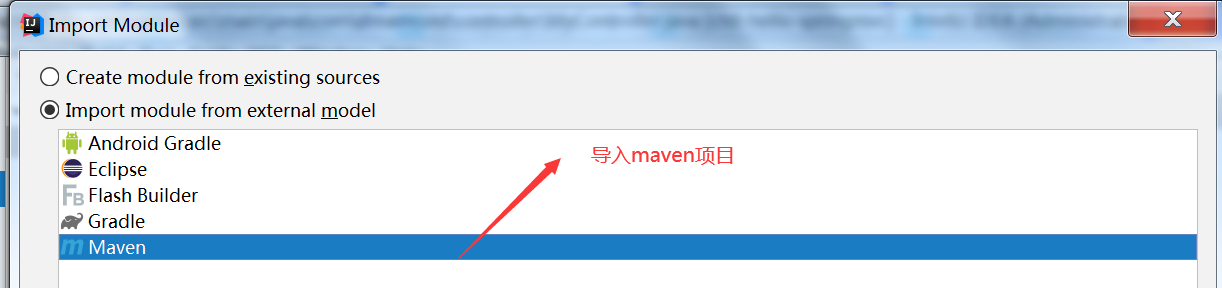 Import Module
Create module from existing sources
Import module from external model
Android Gradle
导入maven项目
Eclipse
Flash Builder
Gradle
Maven